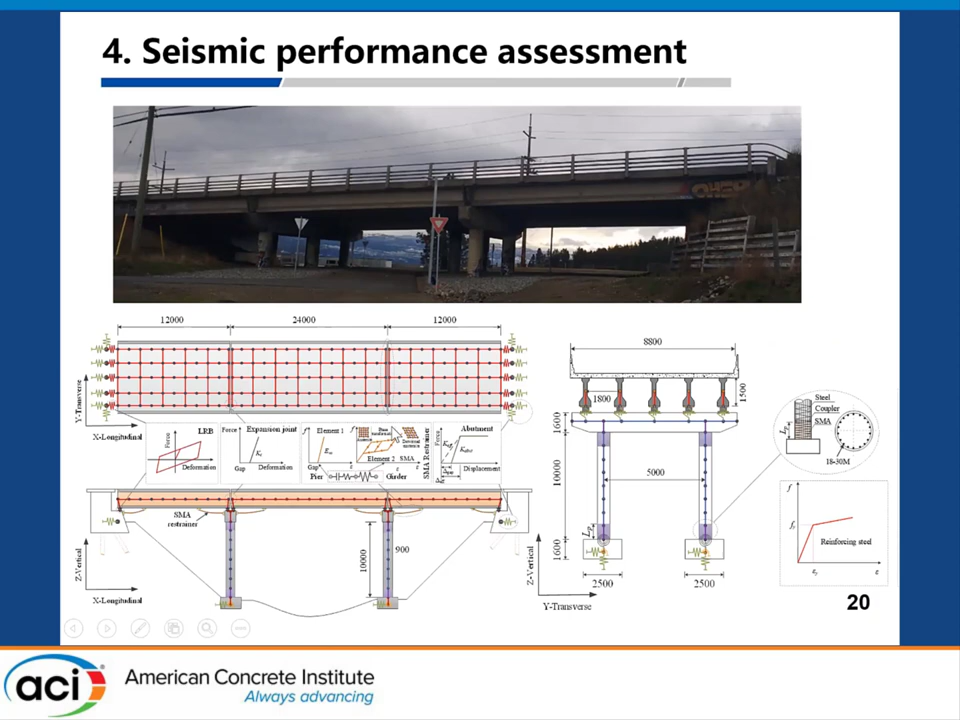 4. Seismic performance assessment
12000
24000
12000
Y-Transverse
X-Longitudinal
Force
LRB
Deformation
Force
Expansion joint
Gap
Deformation
Element 1
Gap
Element 2 SMA
Pier
Girder
SMA Restrainer
Force
Abutment
Displacement
SMA
restrainer
10000
900
Z-Vertical
X-Longitudinal
8800
1800
1500
1600
10000
5000
1600
2500
2500
Z-Vertical
Y-Transverse
Steel
Coupler
SMA
18-30M
f
Reinforcing steel
ε
20
aci
American Concrete Institute
Always advancing